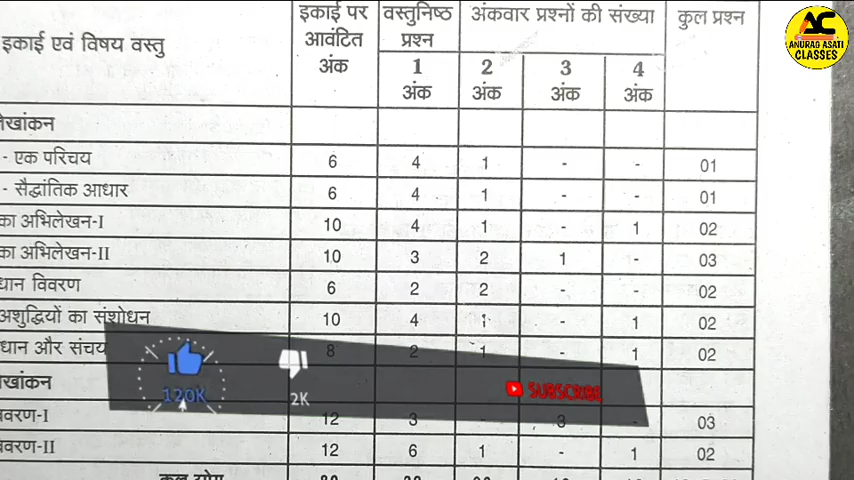 इकाई एवं विषय वस्तु
इकाई पर आवंटित अंक
वस्तुनिष्ठ प्रश्न
अंकवार प्रश्नों की संख्या
कुल प्रश्न
1 अंक
2 अंक
3 अंक
4 अंक
लेखांकन
- एक परिचय 6 4 1 - - 01
- सैद्धांतिक आधार 6 4 1 - - 01
का अभिलेखन-I 10 4 1 - 1 02
का अभिलेखन-II 10 3 2 1 - 03
धान विवरण 6 2 2 - - 02
अशुद्धियों का संशोधन 10 4 1 - 1 02
धान और संचय 8 2 1 - 1 02
लेखांकन
वरण-I 12 3 - 3 - 03
वरण-II 12 6 1 - 1 02
कुल योग
AC
ANURAG ASATI
CLASSES
120K
2K
SUBSCRIBE